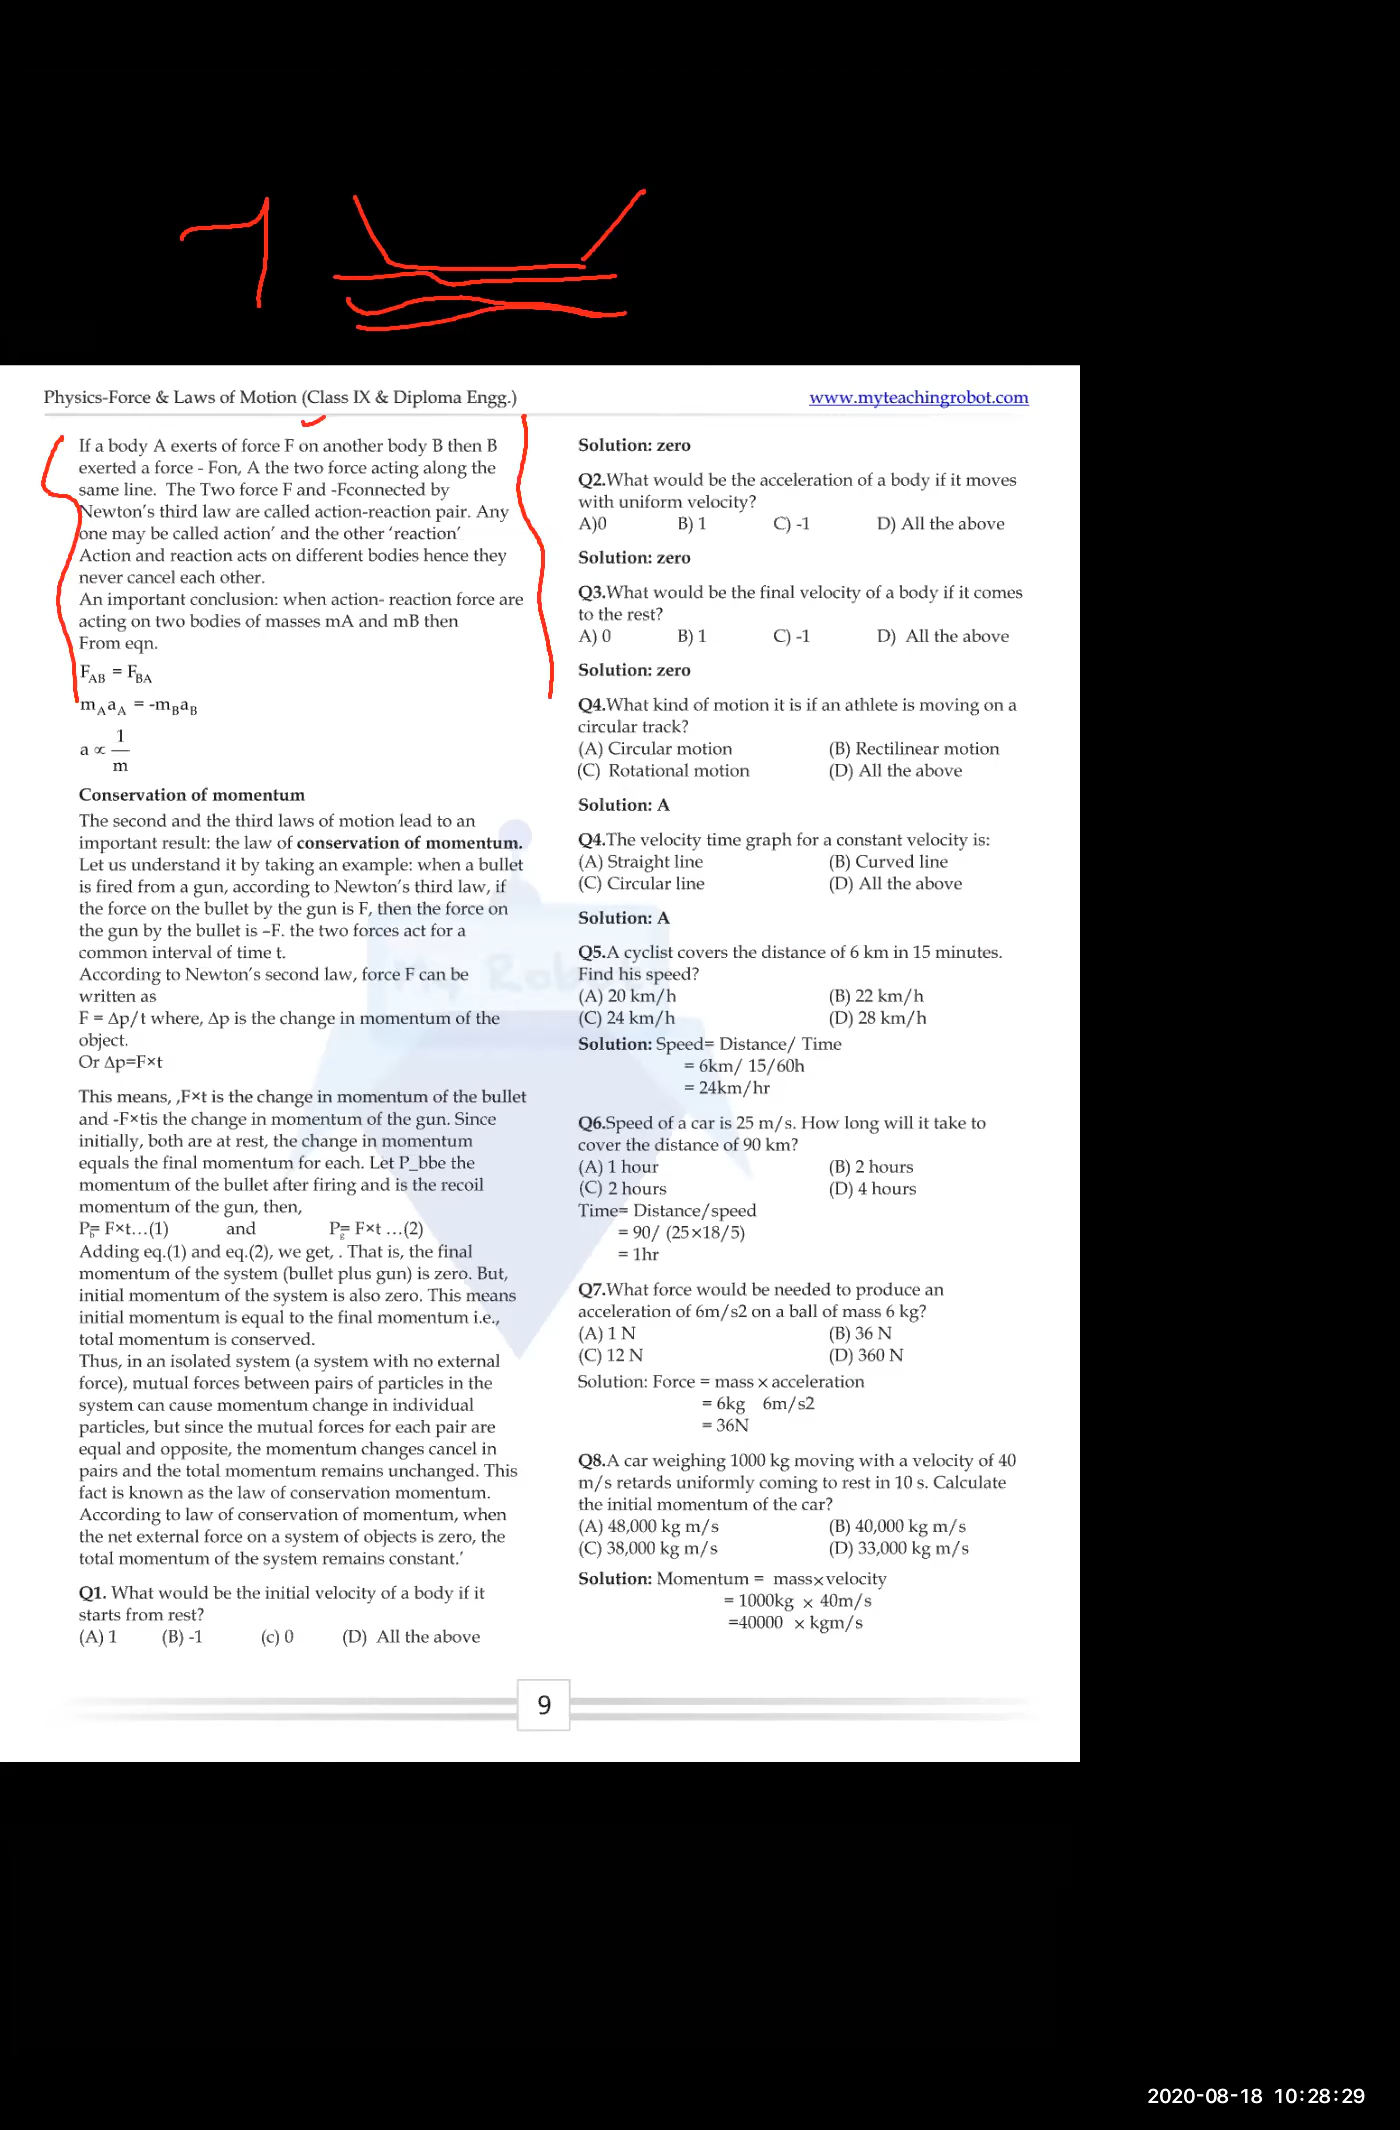 Physics-Force & Laws of Motion (Class IX & Diploma Engg.)
www.myteachingrobot.com
If a body A exerts of force F on another body B then B
exerted a force - Fon, A the two force acting along the
same line.  The Two force F and -Fconnected by
Newton's third law are called action-reaction pair. Any
one may be called action' and the other 'reaction'
Action and reaction acts on different bodies hence they
never cancel each other.
An important conclusion: when action- reaction force are
acting on two bodies of masses mA and mB then
From eqn.
F_AB = F_BA
m_A a_A = -m_B a_B
a ∝ 1/m
Conservation of momentum
The second and the third laws of motion lead to an
important result: the law of conservation of momentum.
Let us understand it by taking an example: when a bullet
is fired from a gun, according to Newton's third law, if
the force on the bullet by the gun is F, then the force on
the gun by the bullet is –F. the two forces act for a
common interval of time t.
According to Newton's second law, force F can be
written as
F = Δp/t where, Δp is the change in momentum of the
object.
Or Δp=F×t
This means, ,F×t is the change in momentum of the bullet
and -F×tis the change in momentum of the gun. Since
initially, both are at rest, the change in momentum
equals the final momentum for each. Let P_bbe the
momentum of the bullet after firing and is the recoil
momentum of the gun, then,
P_b= F×t…(1) and P_g= F×t …(2)
Adding eq.(1) and eq.(2), we get, . That is, the final
momentum of the system (bullet plus gun) is zero. But,
initial momentum of the system is also zero. This means
initial momentum is equal to the final momentum i.e.,
total momentum is conserved.
Thus, in an isolated system (a system with no external
force), mutual forces between pairs of particles in the
system can cause momentum change in individual
particles, but since the mutual forces for each pair are
equal and opposite, the momentum changes cancel in
pairs and the total momentum remains unchanged. This
fact is known as the law of conservation momentum.
According to law of conservation of momentum, when
the net external force on a system of objects is zero, the
total momentum of the system remains constant.'
Q1. What would be the initial velocity of a body if it
starts from rest?
(A) 1 (B) -1 (c) 0 (D) All the above
Solution: zero
Q2.What would be the acceleration of a body if it moves
with uniform velocity?
A)0 B) 1 C) -1 D) All the above
Solution: zero
Q3.What would be the final velocity of a body if it comes
to the rest?
A) 0 B) 1 C) -1 D) All the above
Solution: zero
Q4.What kind of motion it is if an athlete is moving on a
circular track?
(A) Circular motion (B) Rectilinear motion
(C) Rotational motion (D) All the above
Solution: A
Q4.The velocity time graph for a constant velocity is:
(A) Straight line (B) Curved line
(C) Circular line (D) All the above
Solution: A
Q5.A cyclist covers the distance of 6 km in 15 minutes.
Find his speed?
(A) 20 km/h (B) 22 km/h
(C) 24 km/h (D) 28 km/h
Solution: Speed= Distance/ Time
= 6km/ 15/60h
= 24km/hr
Q6.Speed of a car is 25 m/s. How long will it take to
cover the distance of 90 km?
(A) 1 hour (B) 2 hours
(C) 2 hours (D) 4 hours
Time= Distance/speed
= 90/ (25×18/5)
= 1hr
Q7.What force would be needed to produce an
acceleration of 6m/s2 on a ball of mass 6 kg?
(A) 1 N (B) 36 N
(C) 12 N (D) 360 N
Solution: Force = mass × acceleration
= 6kg 6m/s2
= 36N
Q8.A car weighing 1000 kg moving with a velocity of 40
m/s retards uniformly coming to rest in 10 s. Calculate
the initial momentum of the car?
(A) 48,000 kg m/s (B) 40,000 kg m/s
(C) 38,000 kg m/s (D) 33,000 kg m/s
Solution: Momentum = mass×velocity
= 1000kg × 40m/s
=40000 × kgm/s
My Robot
9
2020-08-18 10:28:29